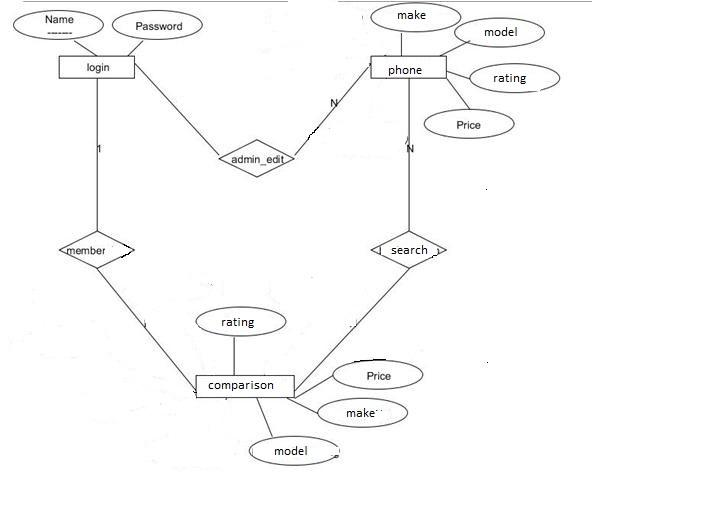 Name
Password
make
model
login
phone
rating
N
Price
1
N
admin_edit
member
search
rating
comparison
Price
make
model